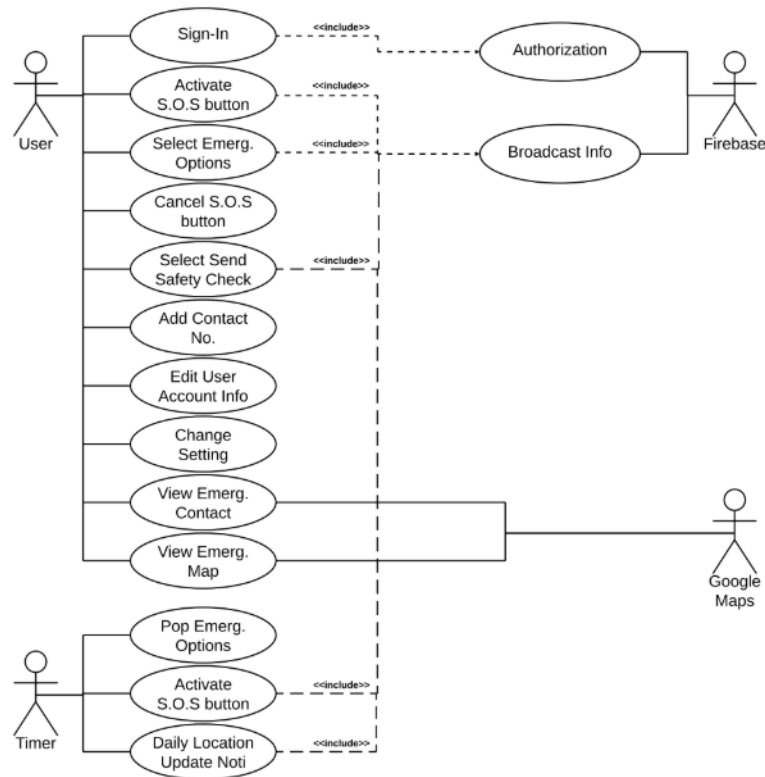 Sign-In
<<include>>
Authorization
Activate
S.O.S button
<<include>>
User
Firebase
Select Emerg.
Options
<<include>>
Broadcast Info
Cancel S.O.S
button
Select Send
Safety Check
<<include>>
Add Contact
No.
Edit User
Account Info
Change
Setting
View Emerg.
Contact
View Emerg.
Map
Google
Maps
Pop Emerg.
Options
Activate
S.O.S button
<<include>>
Timer
Daily Location
Update Noti
<<include>>